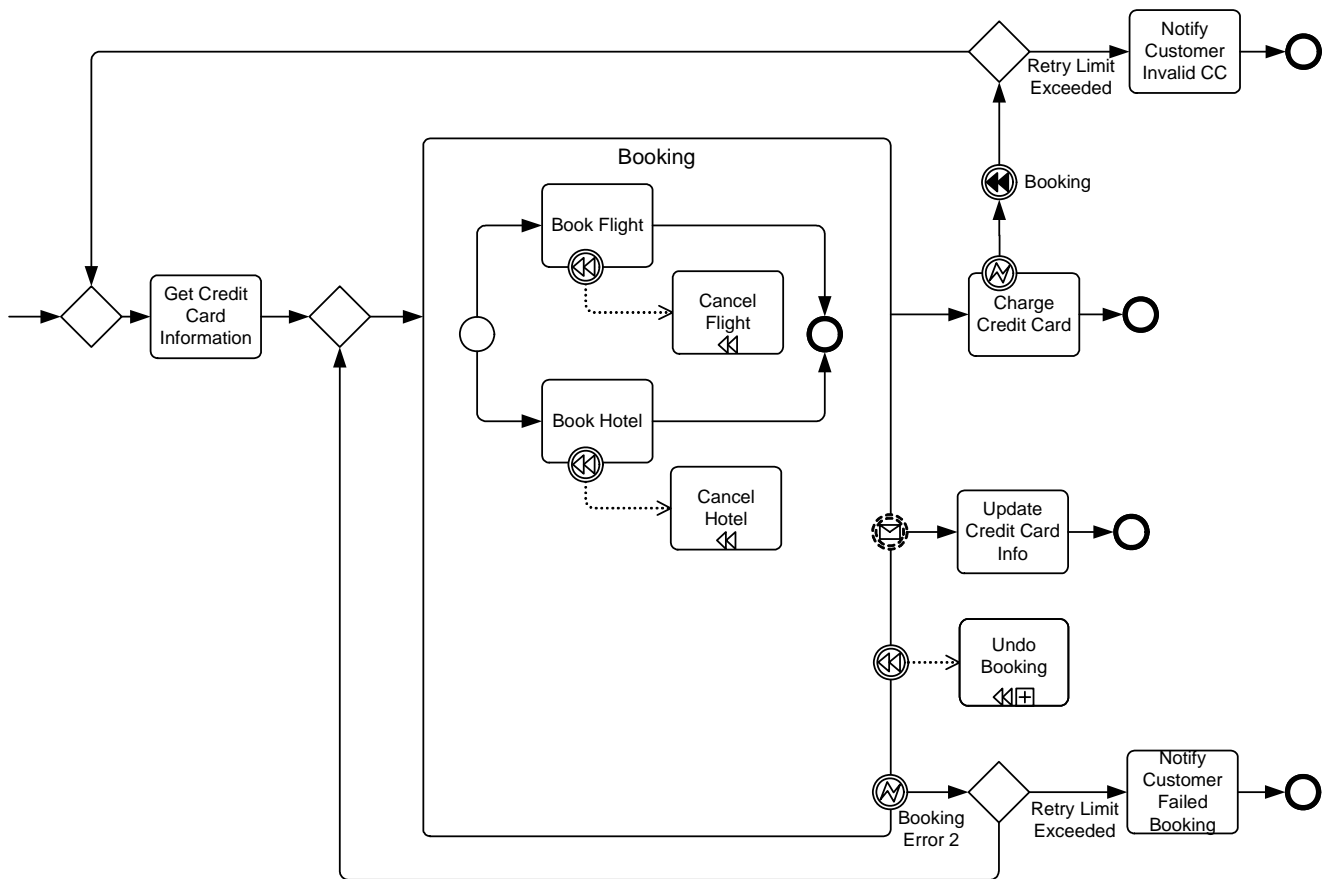 Notify
Customer
Invalid CC
Retry Limit
Exceeded
Booking
Booking
Book Flight
Cancel
Flight
Get Credit
Card
Information
Charge
Credit Card
Book Hotel
Cancel
Hotel
Update
Credit Card
Info
Undo
Booking
Booking
Error 2
Retry Limit
Exceeded
Notify
Customer
Failed
Booking